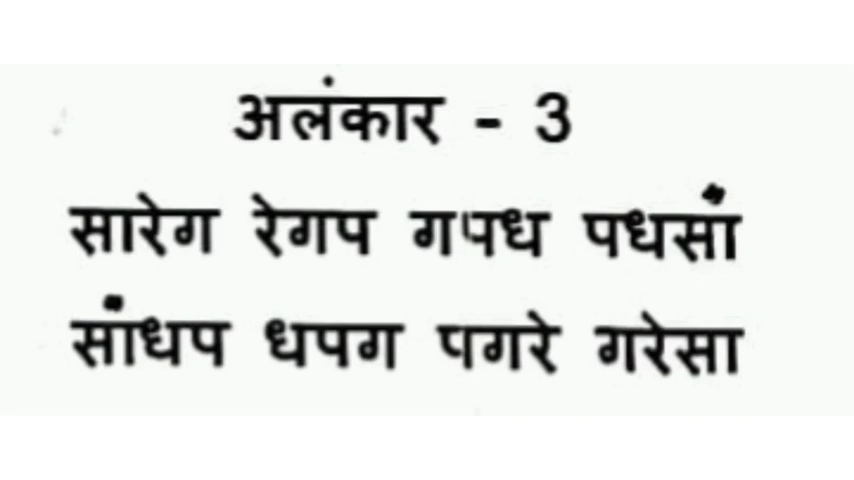 अलंकार - 3
सारेग रेगप गपध पधसां
सांधप धपग पगरे गरेसा